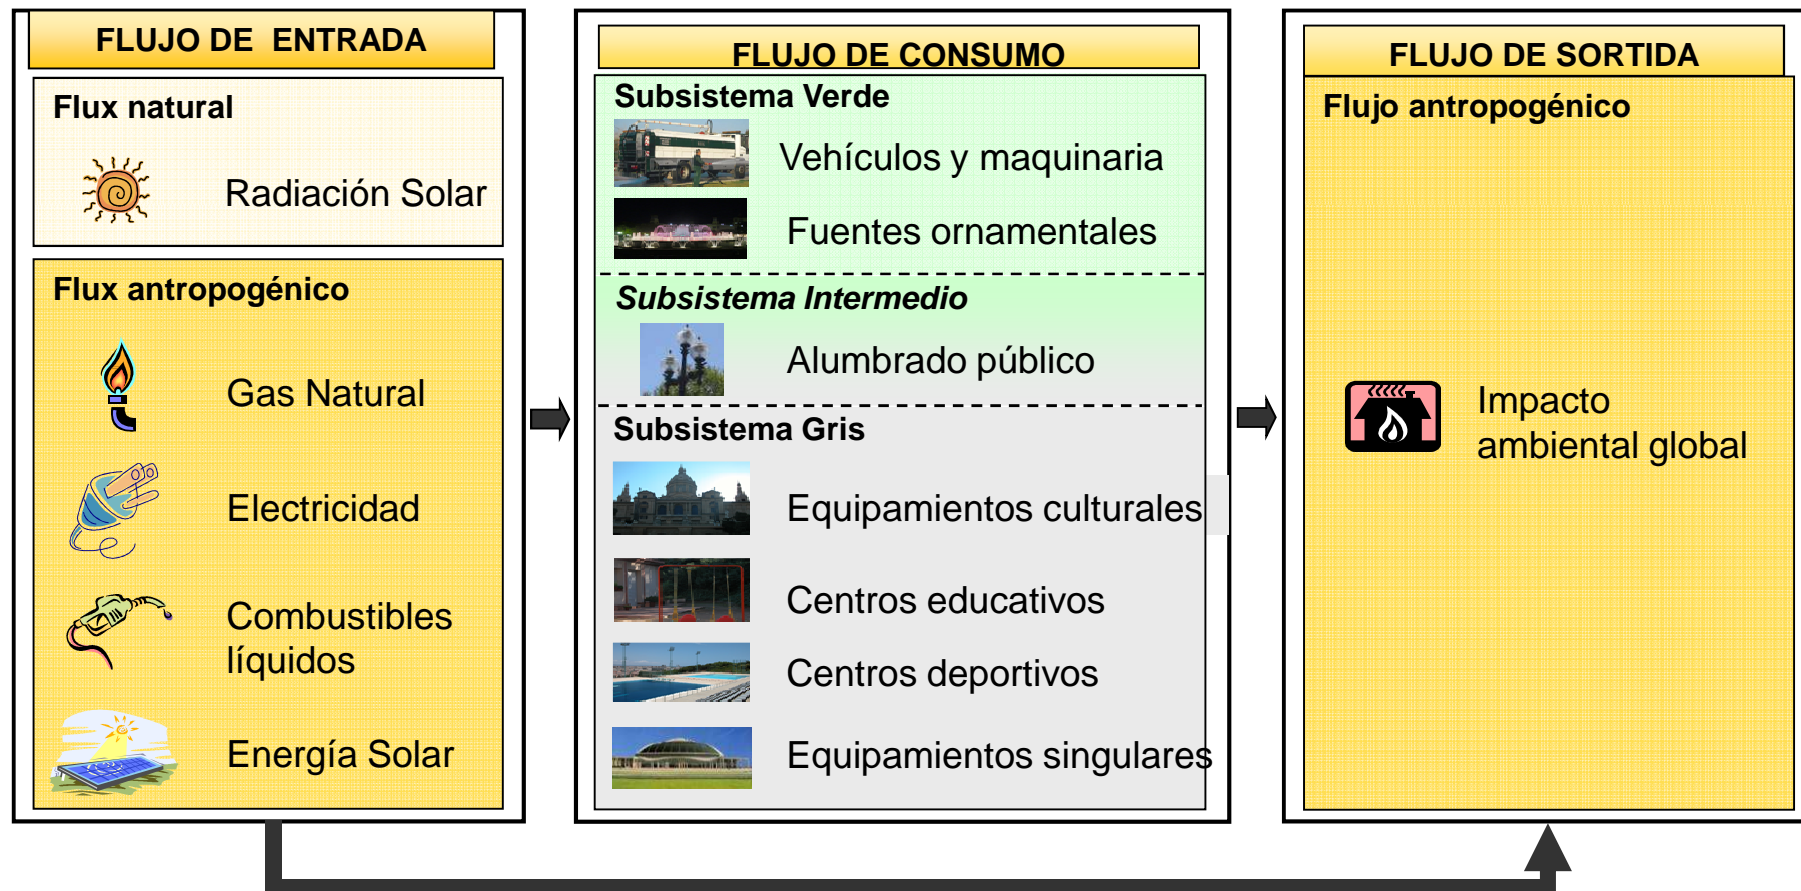 FLUJO DE ENTRADA
Flux natural
Radiación Solar
Flux antropogénico
Gas Natural
Electricidad
Combustibles
líquidos
Energía Solar
FLUJO DE CONSUMO
Subsistema Verde
Vehículos y maquinaria
Fuentes ornamentales
Subsistema Intermedio
Alumbrado público
Subsistema Gris
Equipamientos culturales
Centros educativos
Centros deportivos
Equipamientos singulares
FLUJO DE SORTIDA
Flujo antropogénico
Impacto
ambiental global